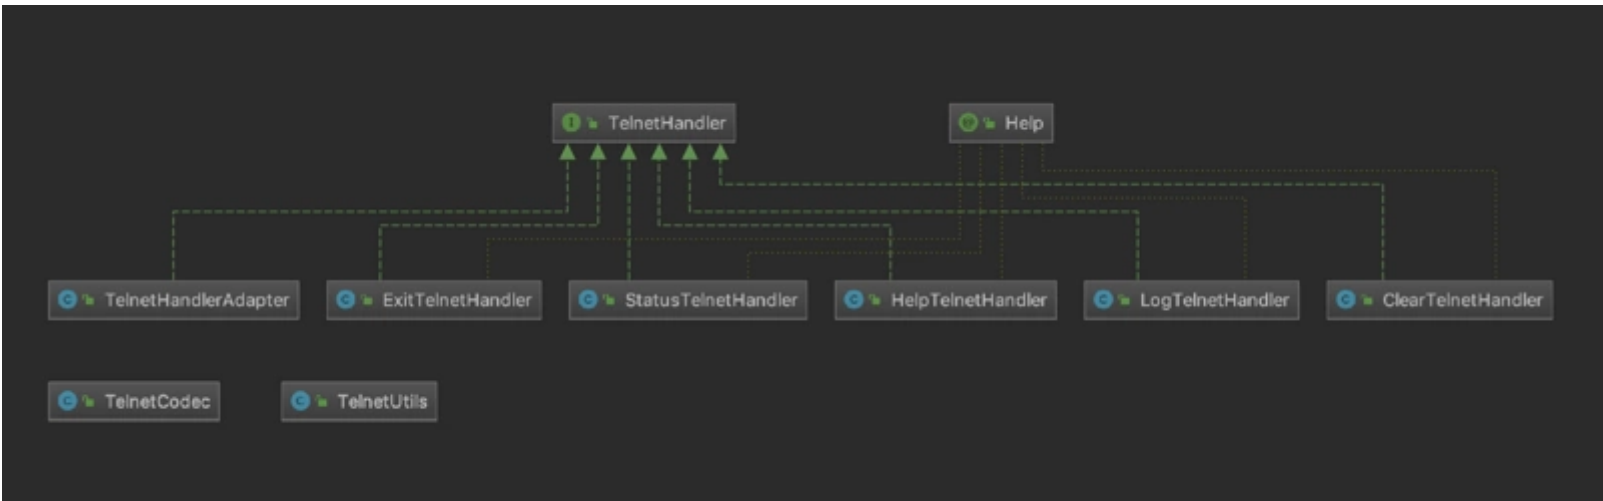 TelnetHandler
Help
TelnetHandlerAdapter
ExitTelnetHandler
StatusTelnetHandler
HelpTelnetHandler
LogTelnetHandler
ClearTelnetHandler
TelnetCodec
TelnetUtils